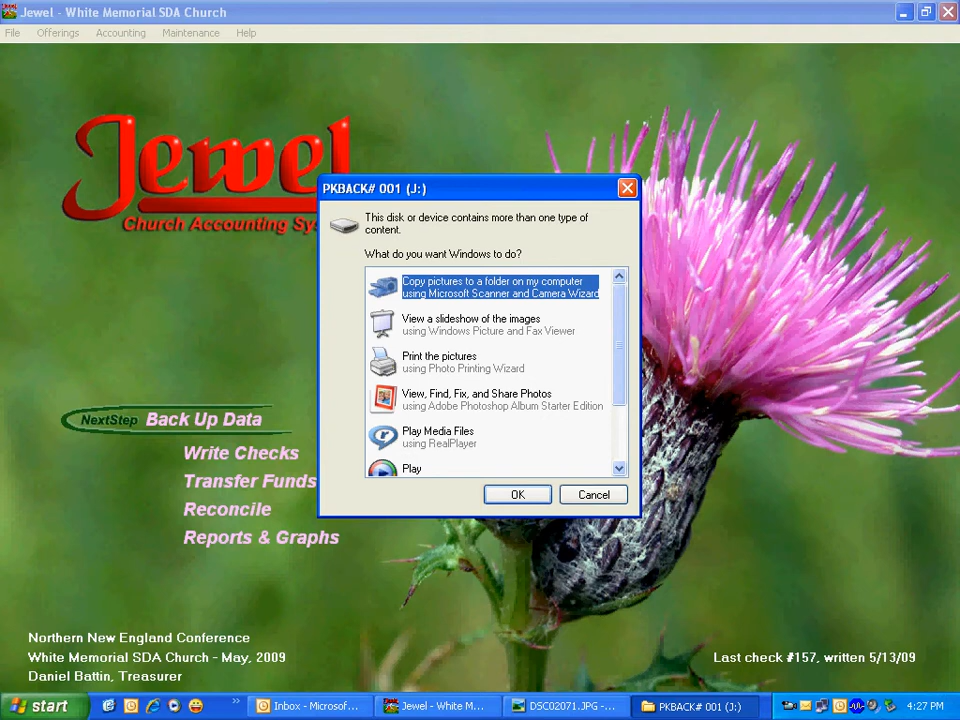 Jewel - White Memorial SDA Church
File Offerings Accounting Maintenance Help
Jewel
Church Accounting Sys
PKBACK# 001 (J:)
This disk or device contains more than one type of
content.
What do you want Windows to do?
Copy pictures to a folder on my computer
using Microsoft Scanner and Camera Wizard
View a slideshow of the images
using Windows Picture and Fax Viewer
Print the pictures
using Photo Printing Wizard
View, Find, Fix, and Share Photos
using Adobe Photoshop Album Starter Edition
Play Media Files
using RealPlayer
Play
OK Cancel
NextStep Back Up Data
Write Checks
Transfer Funds
Reconcile
Reports & Graphs
Northern New England Conference
White Memorial SDA Church - May, 2009
Daniel Battin, Treasurer
Last check #157, written 5/13/09
start
Inbox - Microsof...
Jewel - White M...
DSC02071.JPG -...
PKBACK# 001 (J:)
4:27 PM